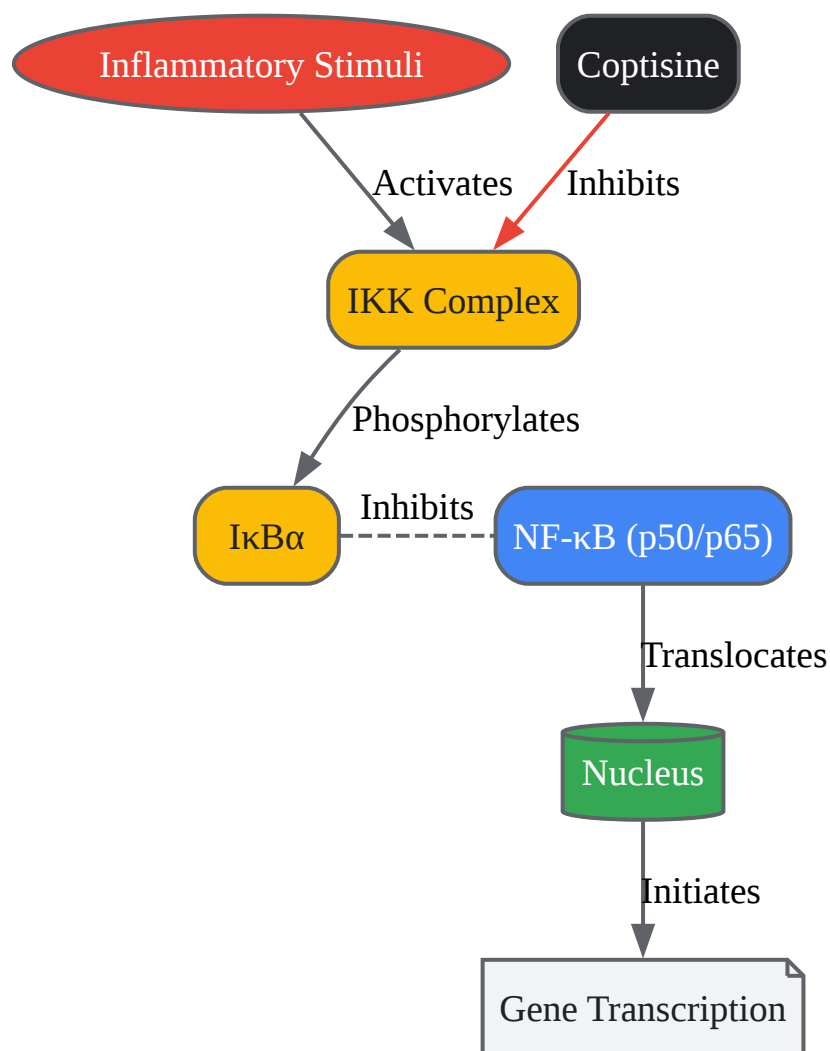 Inflammatory Stimuli
Coptisine
Activates
Inhibits
IKK Complex
Phosphorylates
IκBα
Inhibits
NF-κB (p50/p65)
Translocates
Nucleus
Initiates
Gene Transcription